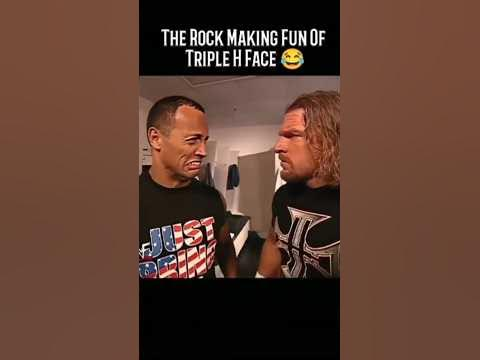 The Rock Making Fun Of
Triple H Face 😂
JUST
BRING